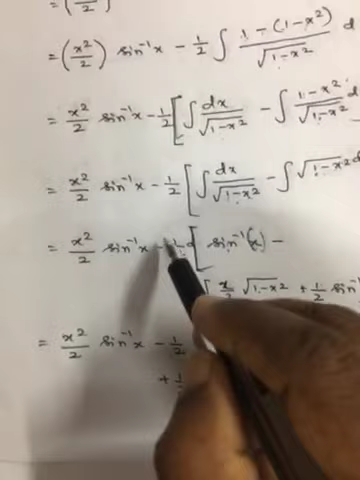 = (x²/2) sin⁻¹x - 1/2 ∫ 1-(1-x²)/√1-x² d
= x²/2 sin⁻¹x - 1/2 [∫ dx/√1-x² - ∫ 1-x²/√1-x² d
= x²/2 sin⁻¹x - 1/2 [∫ dx/√1-x² - ∫ √1-x² d
= x²/2 sin⁻¹x - 1/2 [ sin⁻¹(x) -
x/2 √1-x² + 1/2 sin⁻¹
= x²/2 sin⁻¹x - 1/2
+